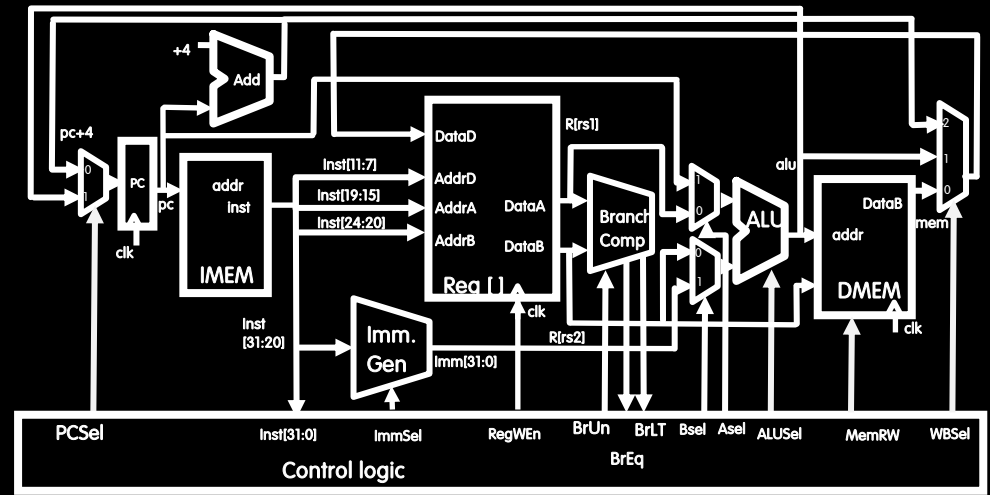 +4
Add
pc+4
0
1
PC
pc
clk
addr
Inst
IMEM
Inst[11:7]
Inst[19:15]
Inst[24:20]
DataD
AddrD
AddrA
AddrB
DataA
DataB
Reg [ ]
clk
R[rs1]
Branch
Comp
1
0
0
1
ALU
alu
addr
DataB
DMEM
clk
mem
2
1
0
Inst
[31:20]
Imm.
Gen
Imm[31:0]
R[rs2]
PCSel
Inst[31:0]
ImmSel
RegWEn
BrUn
BrEq
BrLT
Bsel
Asel
ALUSel
MemRW
WBSel
Control logic